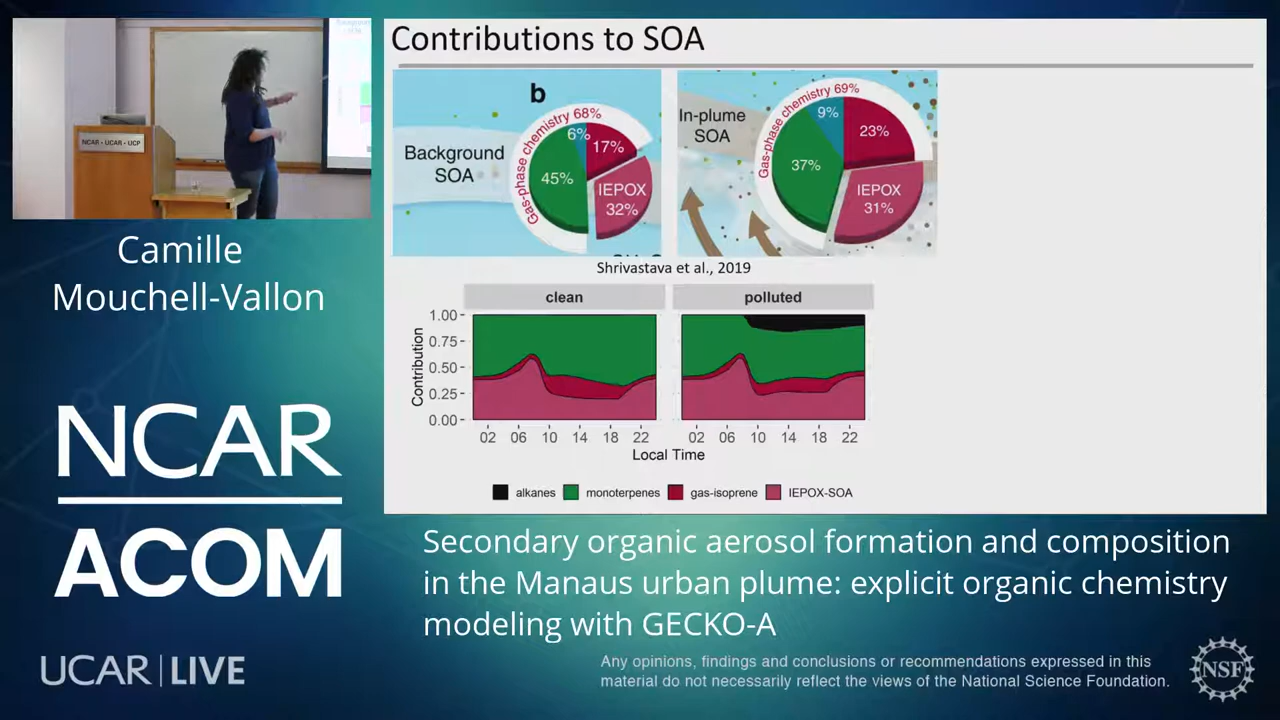 NCAR • UCAR • UCP
Camille
Mouchell-Vallon
NCAR
ACOM
UCAR | LIVE
Contributions to SOA
b
Background
SOA
Gas-phase chemistry 68%
6%
17%
45%
IEPOX
32%
In-plume
SOA
Gas-phase chemistry 69%
9%
23%
37%
IEPOX
31%
Shrivastava et al., 2019
clean
polluted
Contribution
1.00
0.75
0.50
0.25
0.00
02 06 10 14 18 22
02 06 10 14 18 22
Local Time
alkanes monoterpenes gas-isoprene IEPOX-SOA
Secondary organic aerosol formation and composition
in the Manaus urban plume: explicit organic chemistry
modeling with GECKO-A
Any opinions, findings and conclusions or recommendations expressed in this
material do not necessarily reflect the views of the National Science Foundation.
NSF